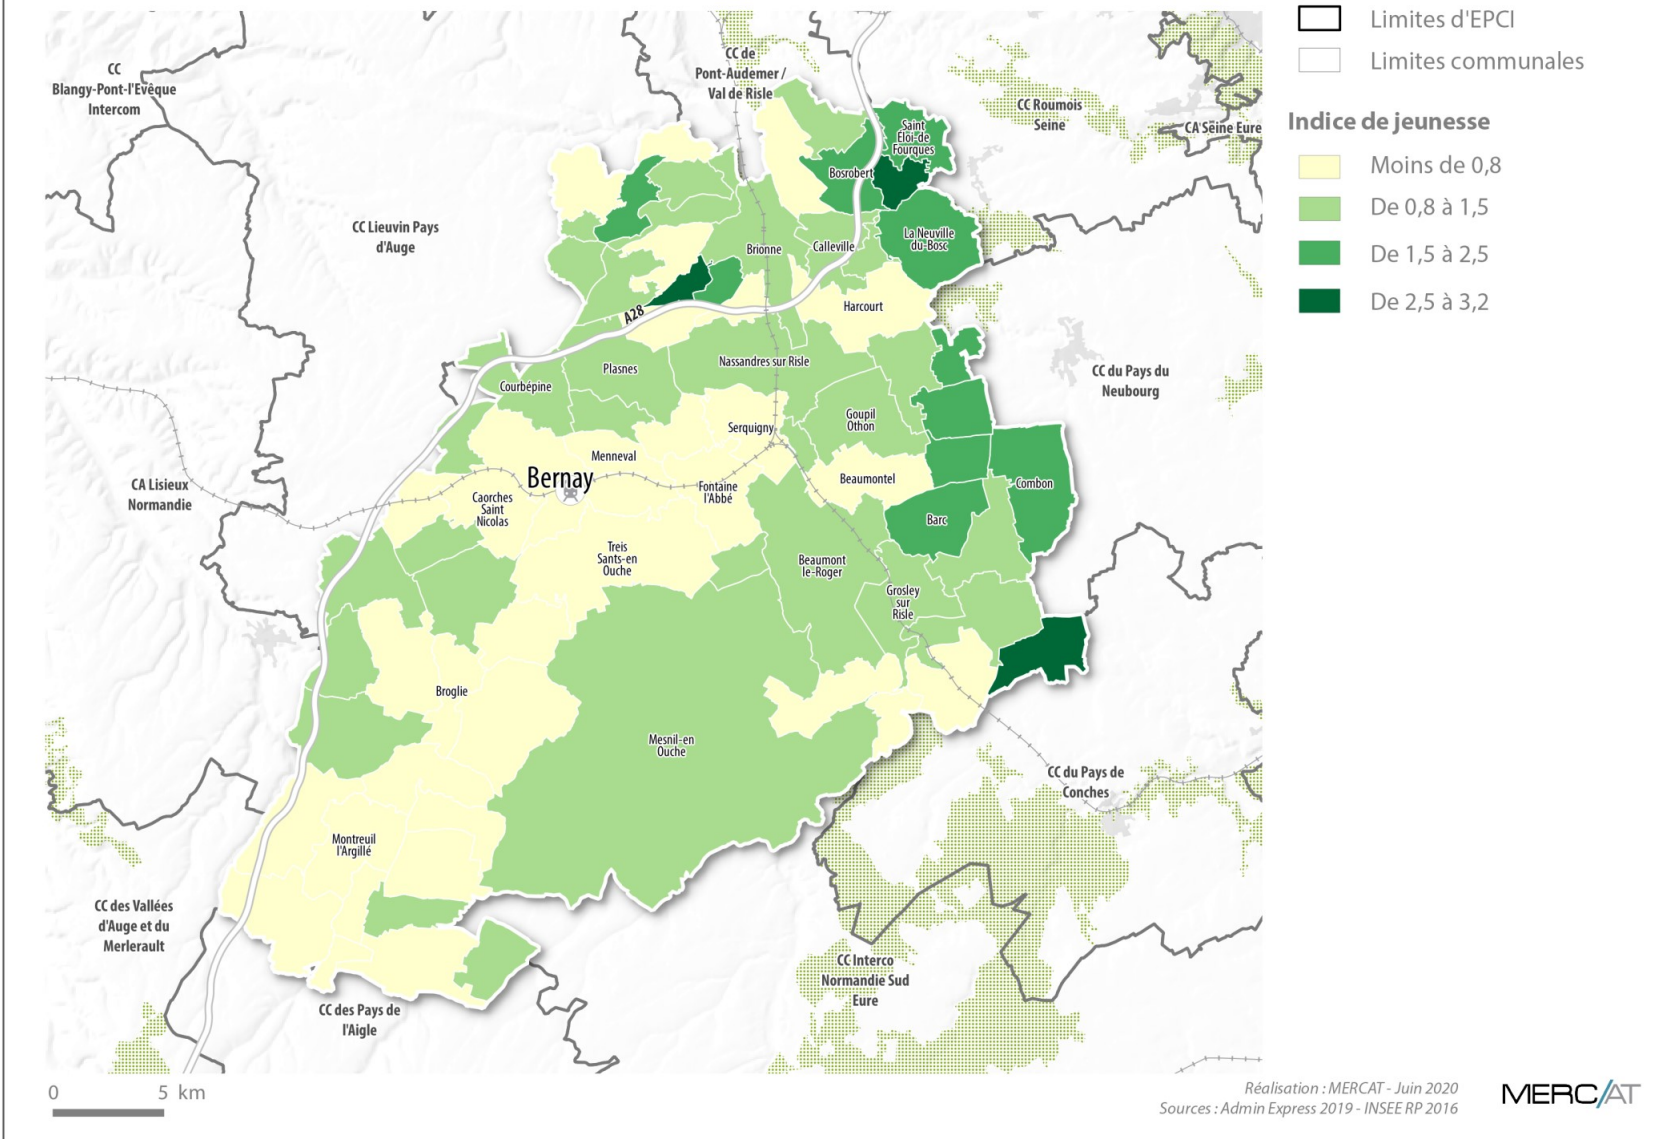 Limites d'EPCI
Limites communales
Indice de jeunesse
Moins de 0,8
De 0,8 à 1,5
De 1,5 à 2,5
De 2,5 à 3,2
CC
Blangy-Pont-l'Evêque
Intercom
CC de
Pont-Audemer /
Val de Risle
CC Roumois
Seine
CA Seine Eure
Saint
Eloi-de
Fourques
Bosrobert
CC Lieuvin Pays
d'Auge
La Neuville
du-Bosc
Brionne
Calleville
Harcourt
A28
Plasnes
Nassandres sur Risle
Courbépine
CC du Pays du
Neubourg
Goupil
Othon
Serquigny
Menneval
Bernay
Beaumontel
Combon
CA Lisieux
Normandie
Caorches
Saint
Nicolas
Fontaine
l'Abbé
Barc
Treis
Sants-en
Ouche
Beaumont
le-Roger
Grosley
sur
Risle
Broglie
Mesnil-en
Ouche
CC du Pays de
Conches
Montreuil
l'Argillé
CC des Vallées
d'Auge et du
Merlerault
CC Interco
Normandie Sud
Eure
CC des Pays de
l'Aigle
0 5 km
Réalisation : MERCAT - Juin 2020
Sources : Admin Express 2019 - INSEE RP 2016
MERC/AT